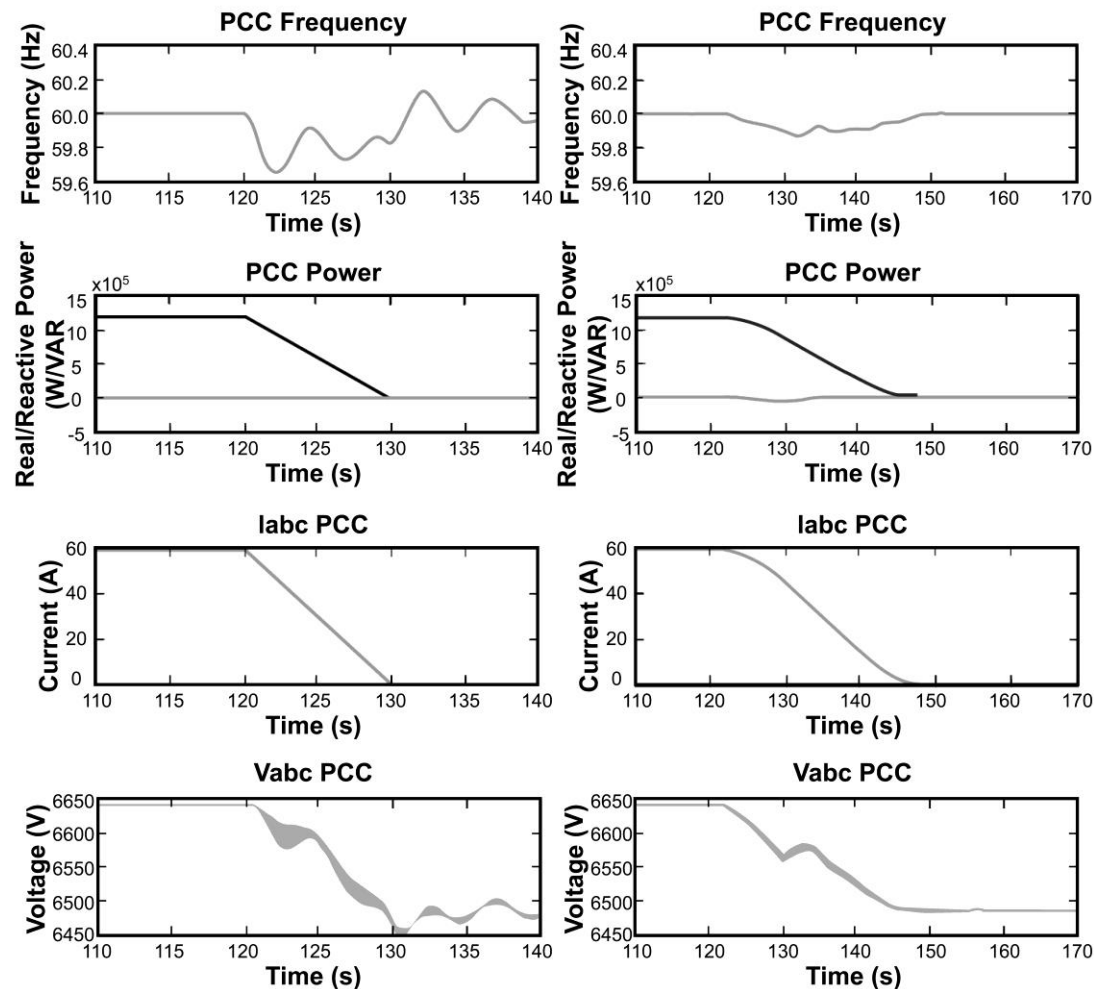 PCC Frequency
Frequency (Hz)
60.4
60.2
60.0
59.8
59.6
110 115 120 125 130 135 140
Time (s)
PCC Frequency
Frequency (Hz)
60.4
60.2
60.0
59.8
59.6
110 120 130 140 150 160 170
Time (s)
PCC Power
Real/Reactive Power
(W/VAR)
x10⁵
15
10
5
0
-5
110 115 120 125 130 135 140
Time (s)
PCC Power
Real/Reactive Power
(W/VAR)
x10⁵
15
10
5
0
-5
110 120 130 140 150 160 170
Time (s)
Iabc PCC
Current (A)
60
40
20
0
110 115 120 125 130 135 140
Time (s)
Iabc PCC
Current (A)
60
40
20
0
110 120 130 140 150 160 170
Time (s)
Vabc PCC
Voltage (V)
6650
6600
6550
6500
6450
110 115 120 125 130 135 140
Time (s)
Vabc PCC
Voltage (V)
6650
6600
6550
6500
6450
110 120 130 140 150 160 170
Time (s)